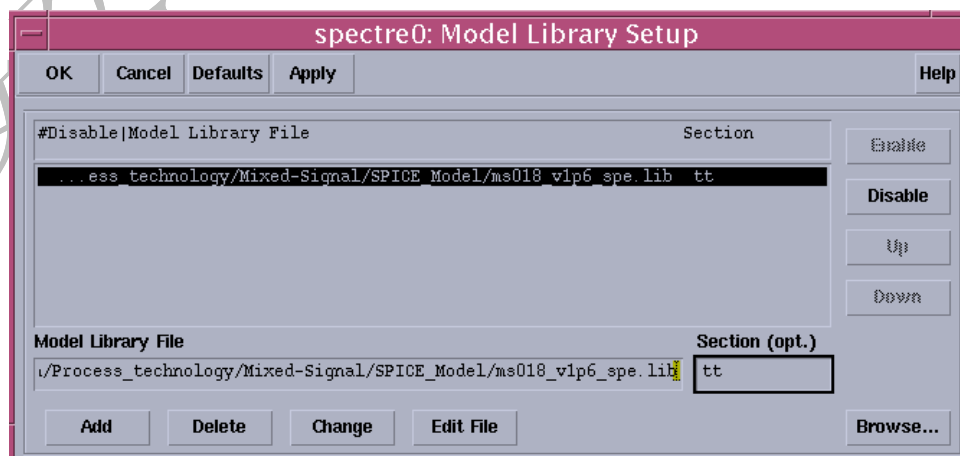 spectre0: Model Library Setup
OK Cancel Defaults Apply Help
#Disable|Model Library File Section
Enable
...ess_technology/Mixed-Signal/SPICE_Model/ms018_v1p6_spe.lib tt
Disable
Up
Down
Model Library File Section (opt.)
/Process_technology/Mixed-Signal/SPICE_Model/ms018_v1p6_spe.lib tt
Add Delete Change Edit File Browse...